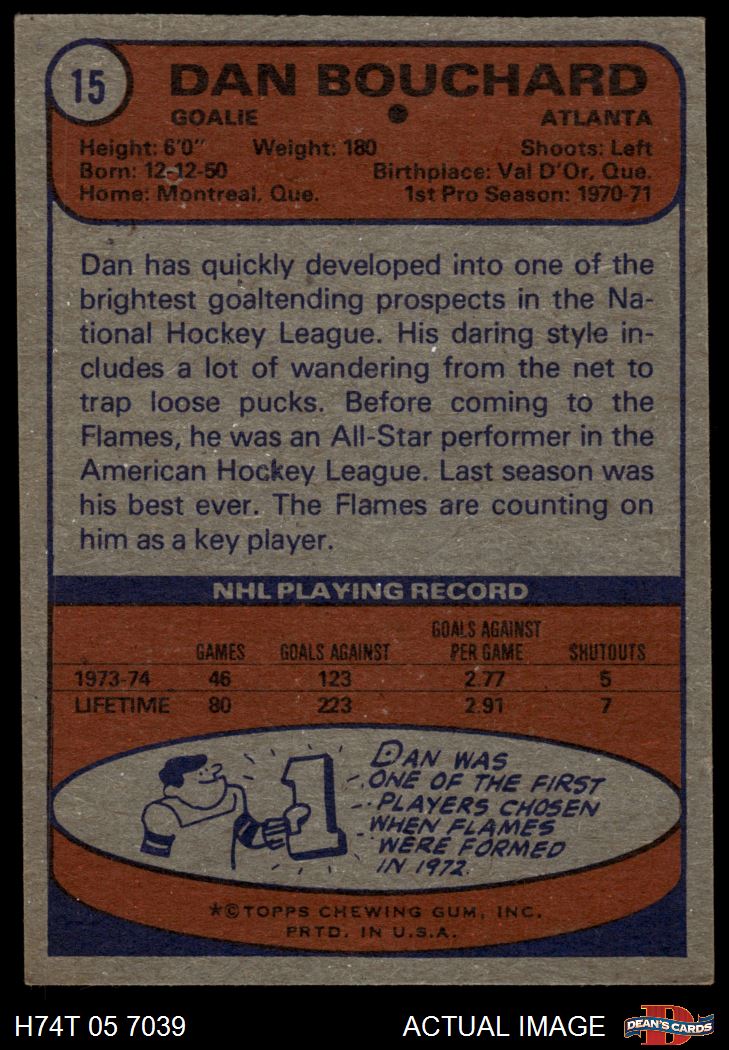 15
DAN BOUCHARD
GOALIE ATLANTA
Height: 6'0" Weight: 180 Shoots: Left
Born: 12-12-50 Birthplace: Val D'Or, Que.
Home: Montreal, Que. 1st Pro Season: 1970-71
Dan has quickly developed into one of the
brightest goaltending prospects in the Na-
tional Hockey League. His daring style in-
cludes a lot of wandering from the net to
trap loose pucks. Before coming to the
Flames, he was an All-Star performer in the
American Hockey League. Last season was
his best ever. The Flames are counting on
him as a key player.
NHL PLAYING RECORD
GAMES GOALS AGAINST GOALS AGAINST PER GAME SHUTOUTS
1973-74 46 123 2.77 5
LIFETIME 80 223 2.91 7
1
DAN WAS
ONE OF THE FIRST
PLAYERS CHOSEN
WHEN FLAMES
WERE FORMED
IN 1972.
*©TOPPS CHEWING GUM, INC.
PRTD. IN U.S.A.
H74T 05 7039 ACTUAL IMAGE
D
DEAN'S CARDS